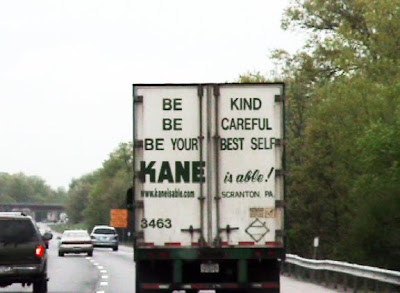 BE KIND
BE CAREFUL
BE YOUR BEST SELF
KANE is able!
www.kaneisable.com SCRANTON PA.
3463